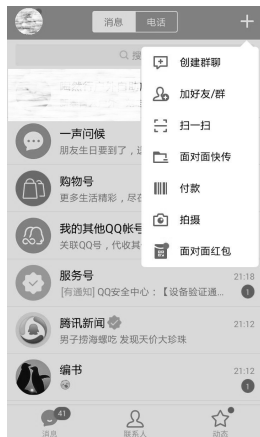 消息 电话
搜
创建群聊
加好友/群
扫一扫
面对面快传
付款
拍摄
面对面红包
一声问候
朋友生日要到了，
购物号
更多生活精彩，尽在
我的其他QQ帐号
关联QQ号，代收其
服务号 21:18
[有通知] QQ安全中心：【设备验证通... 1
腾讯新闻 21:12
男子捞海螺吃 发现天价大珍珠
编书 21:12
1
41
消息 联系人 动态